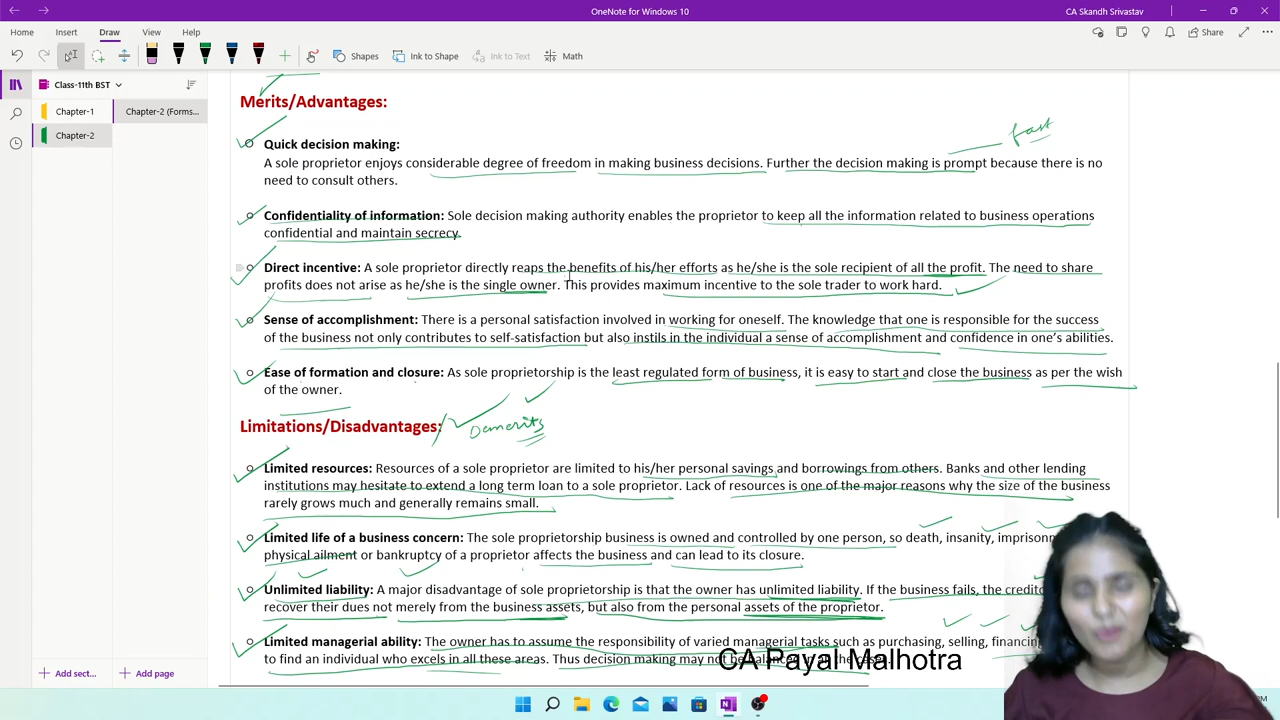 OneNote for Windows 10
CA Skandh Srivastav
Home
Insert
Draw
View
Help
Share
Shapes
Ink to Shape
Ink to Text
Math
Class-11th BST
Chapter-1
Chapter-2
Chapter-2 (Forms...
Merits/Advantages:
fast
Quick decision making:
A sole proprietor enjoys considerable degree of freedom in making business decisions. Further the decision making is prompt because there is no
need to consult others.
Confidentiality of information: Sole decision making authority enables the proprietor to keep all the information related to business operations
confidential and maintain secrecy.
Direct incentive: A sole proprietor directly reaps the benefits of his/her efforts as he/she is the sole recipient of all the profit. The need to share
profits does not arise as he/she is the single owner. This provides maximum incentive to the sole trader to work hard.
Sense of accomplishment: There is a personal satisfaction involved in working for oneself. The knowledge that one is responsible for the success
of the business not only contributes to self-satisfaction but also instils in the individual a sense of accomplishment and confidence in one's abilities.
Ease of formation and closure: As sole proprietorship is the least regulated form of business, it is easy to start and close the business as per the wish
of the owner.
Limitations/Disadvantages:
Demerits
Limited resources: Resources of a sole proprietor are limited to his/her personal savings and borrowings from others. Banks and other lending
institutions may hesitate to extend a long term loan to a sole proprietor. Lack of resources is one of the major reasons why the size of the business
rarely grows much and generally remains small.
Limited life of a business concern: The sole proprietorship business is owned and controlled by one person, so death, insanity,
physical ailment or bankruptcy of a proprietor affects the business and can lead to its closure.
Unlimited liability: A major disadvantage of sole proprietorship is that the owner has unlimited liability. If the business fails, the
recover their dues not merely from the business assets, but also from the personal assets of the proprietor.
Limited managerial ability: The owner has to assume the responsibility of varied managerial tasks such as purchasing, selling,
to find an individual who excels in all these areas. Thus decision making may not be
CA Payal Malhotra
Add sect...
Add page